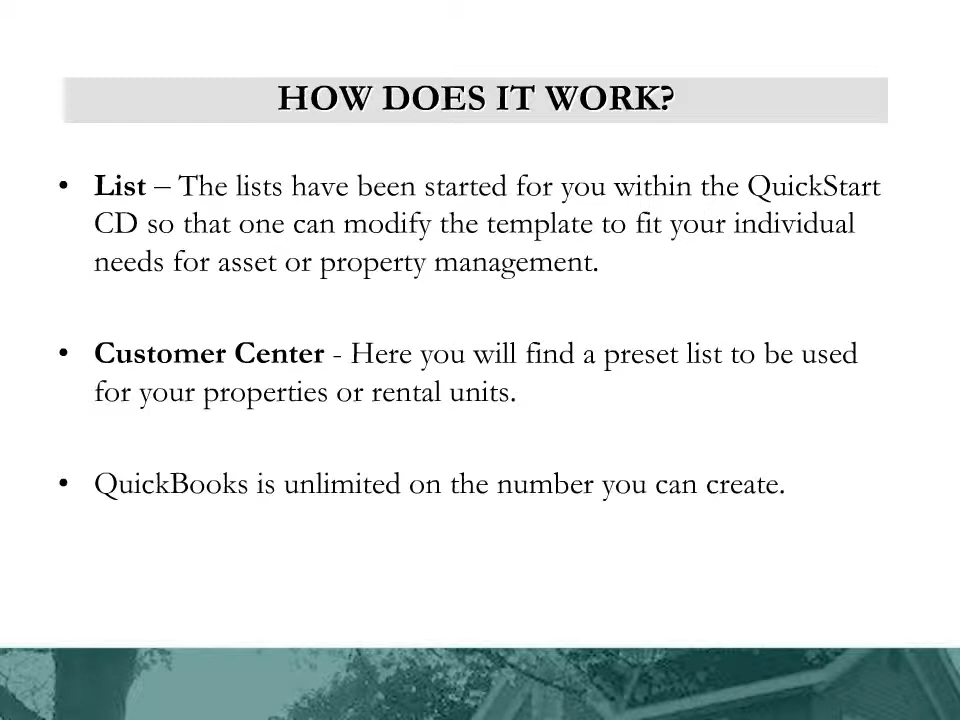 HOW DOES IT WORK?
• List – The lists have been started for you within the QuickStart
CD so that one can modify the template to fit your individual
needs for asset or property management.
• Customer Center - Here you will find a preset list to be used
for your properties or rental units.
• QuickBooks is unlimited on the number you can create.